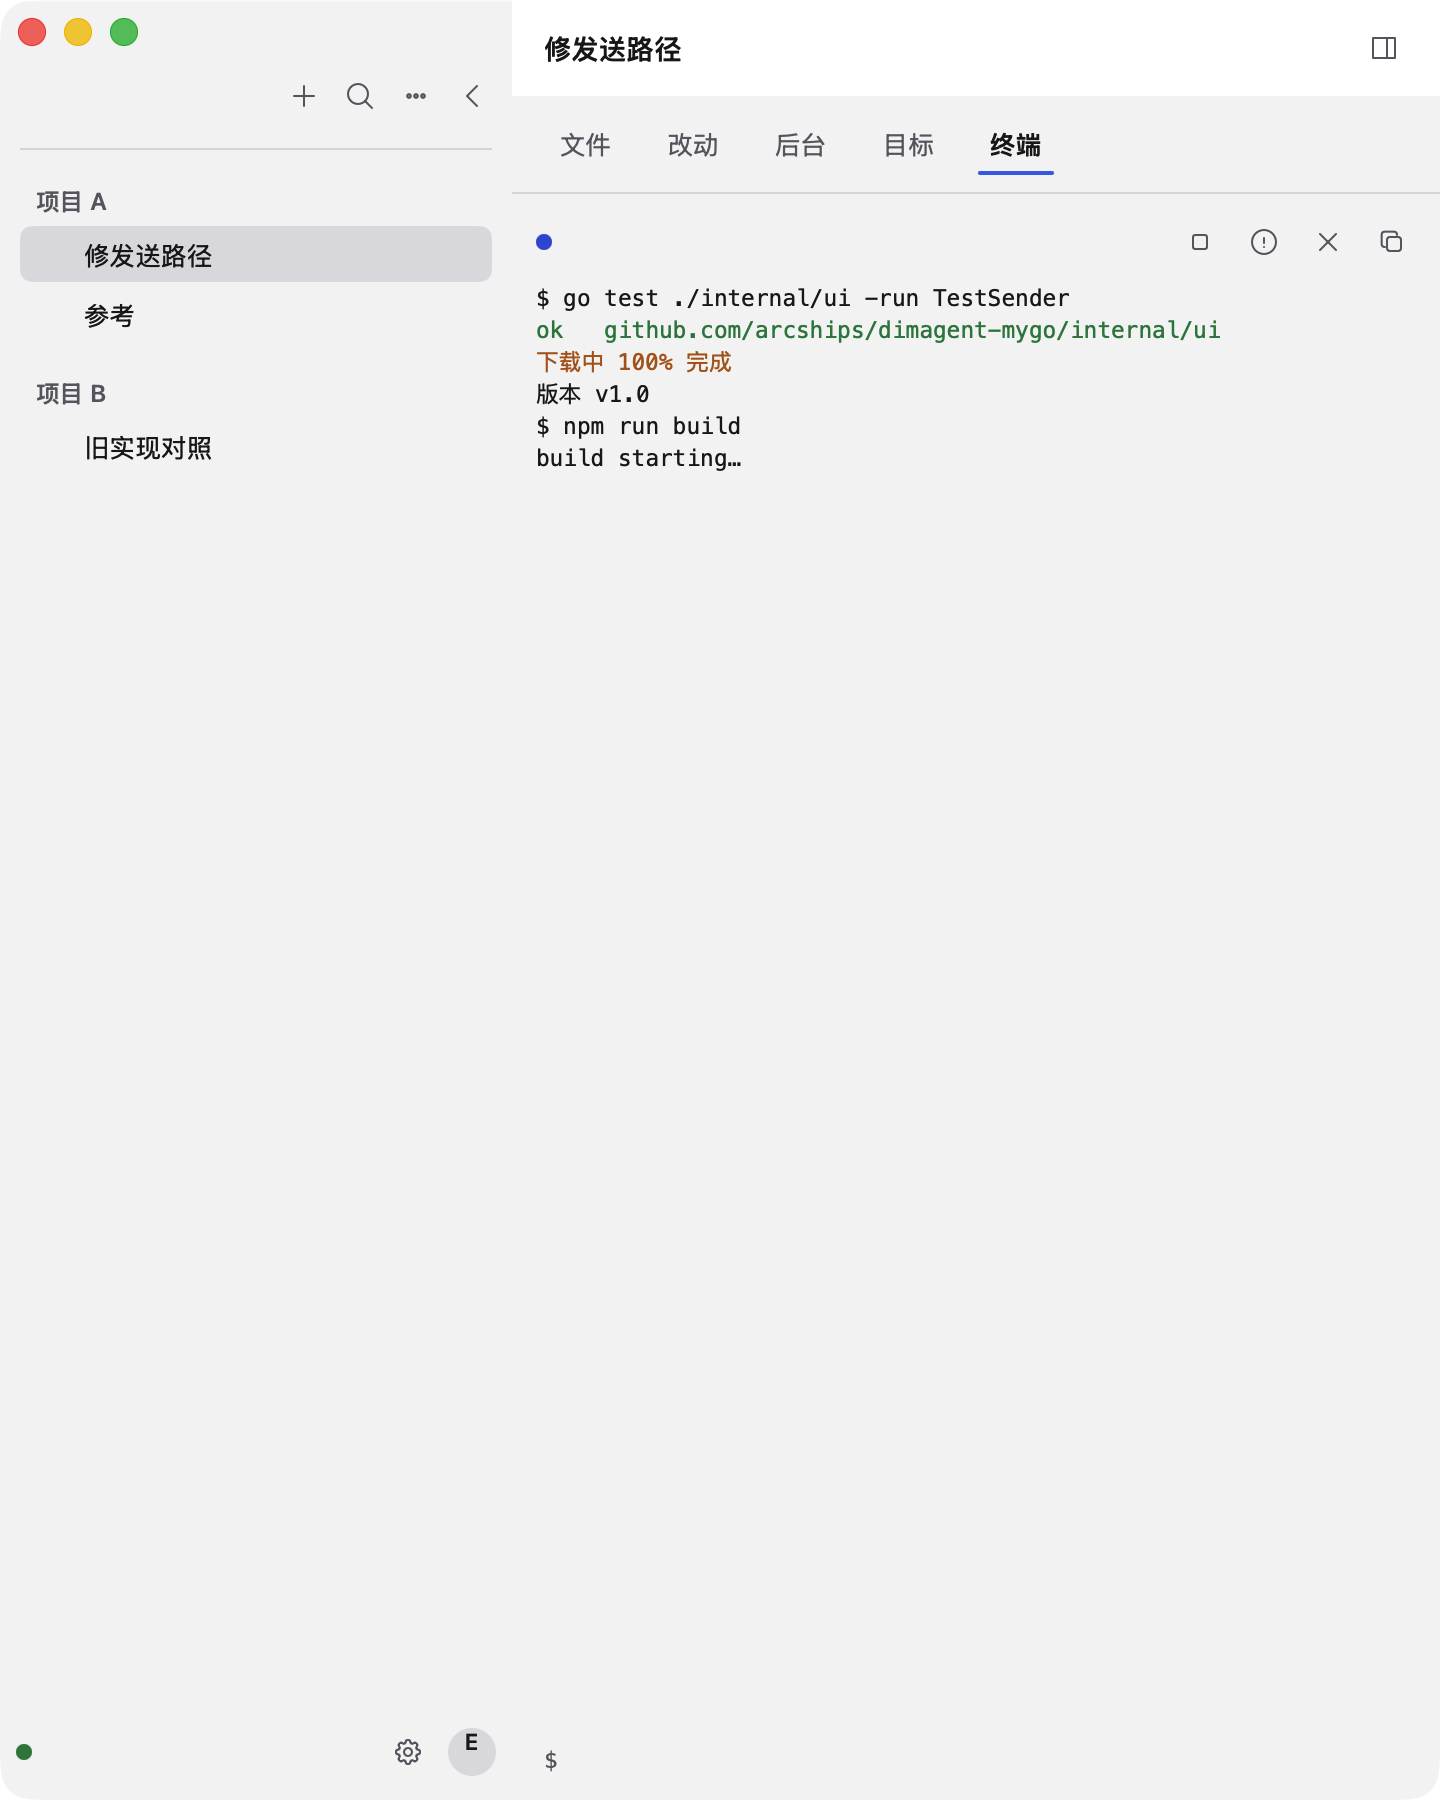 项目 A
修发送路径
参考
项目 B
旧实现对照
E
修发送路径
文件 改动 后台 目标 终端
$ go test ./internal/ui -run TestSender
ok   github.com/arcships/dimagent-mygo/internal/ui
下载中 100% 完成
版本 v1.0
$ npm run build
build starting…
$